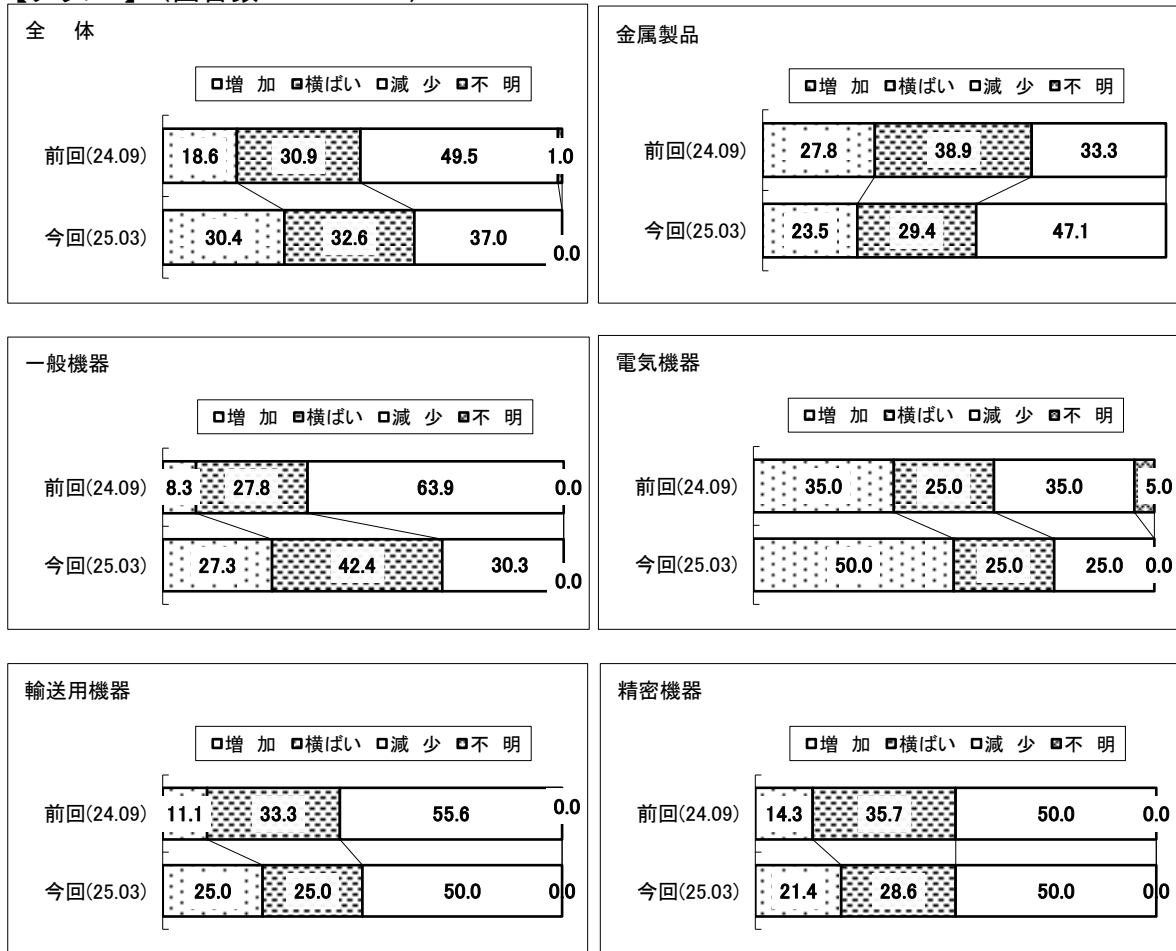 全 体
□増 加 横ばい □減 少 不 明
前回(24.09) 18.6 30.9 49.5 1.0
今回(25.03) 30.4 32.6 37.0 0.0
金属製品
増 加 横ばい □減 少 不 明
前回(24.09) 27.8 38.9 33.3
今回(25.03) 23.5 29.4 47.1
一般機器
□増 加 横ばい □減 少 不 明
前回(24.09) 8.3 27.8 63.9 0.0
今回(25.03) 27.3 42.4 30.3 0.0
電気機器
□増 加 横ばい □減 少 不 明
前回(24.09) 35.0 25.0 35.0 5.0
今回(25.03) 50.0 25.0 25.0 0.0
輸送用機器
□増 加 横ばい □減 少 不 明
前回(24.09) 11.1 33.3 55.6 0.0
今回(25.03) 25.0 25.0 50.0 0.0
精密機器
□増 加 横ばい □減 少 不 明
前回(24.09) 14.3 35.7 50.0 0.0
今回(25.03) 21.4 28.6 50.0 0.0